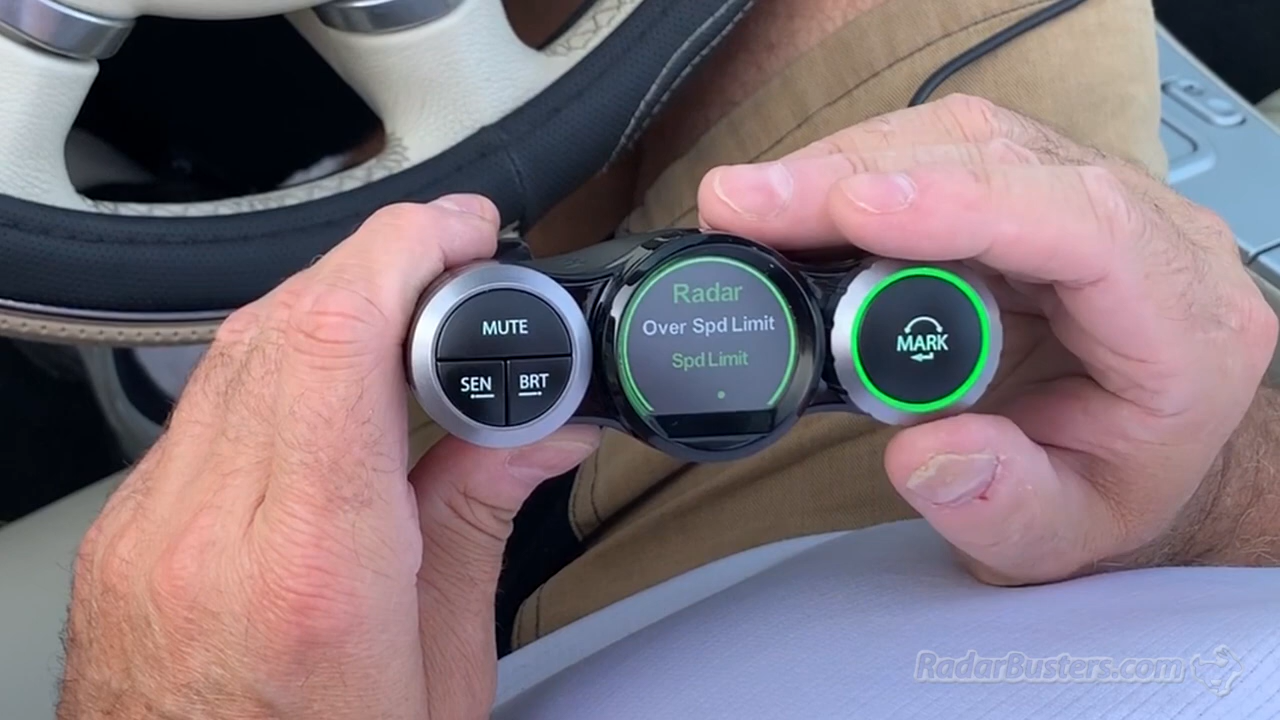 MUTE
SEN
BRT
Radar
Over Spd Limit
Spd Limit
MARK
RadarBusters.com